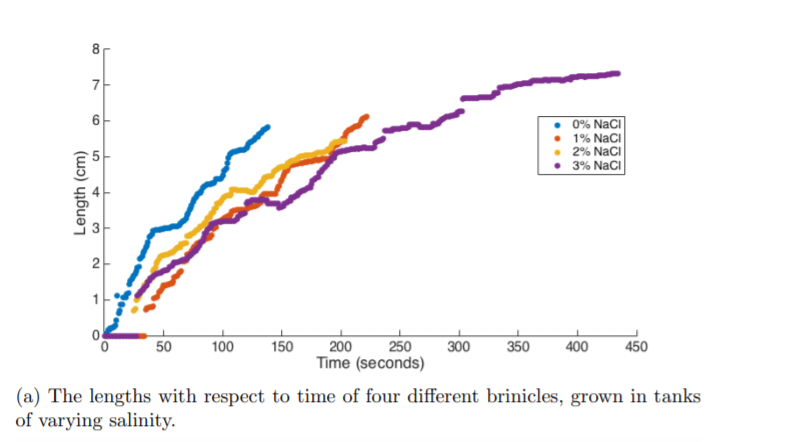 8
7
6
5
4
3
2
1
0
Length (cm)
0% NaCl
1% NaCl
2% NaCl
3% NaCl
0 50 100 150 200 250 300 350 400 450
Time (seconds)
(a) The lengths with respect to time of four different brinicles, grown in tanks
of varying salinity.